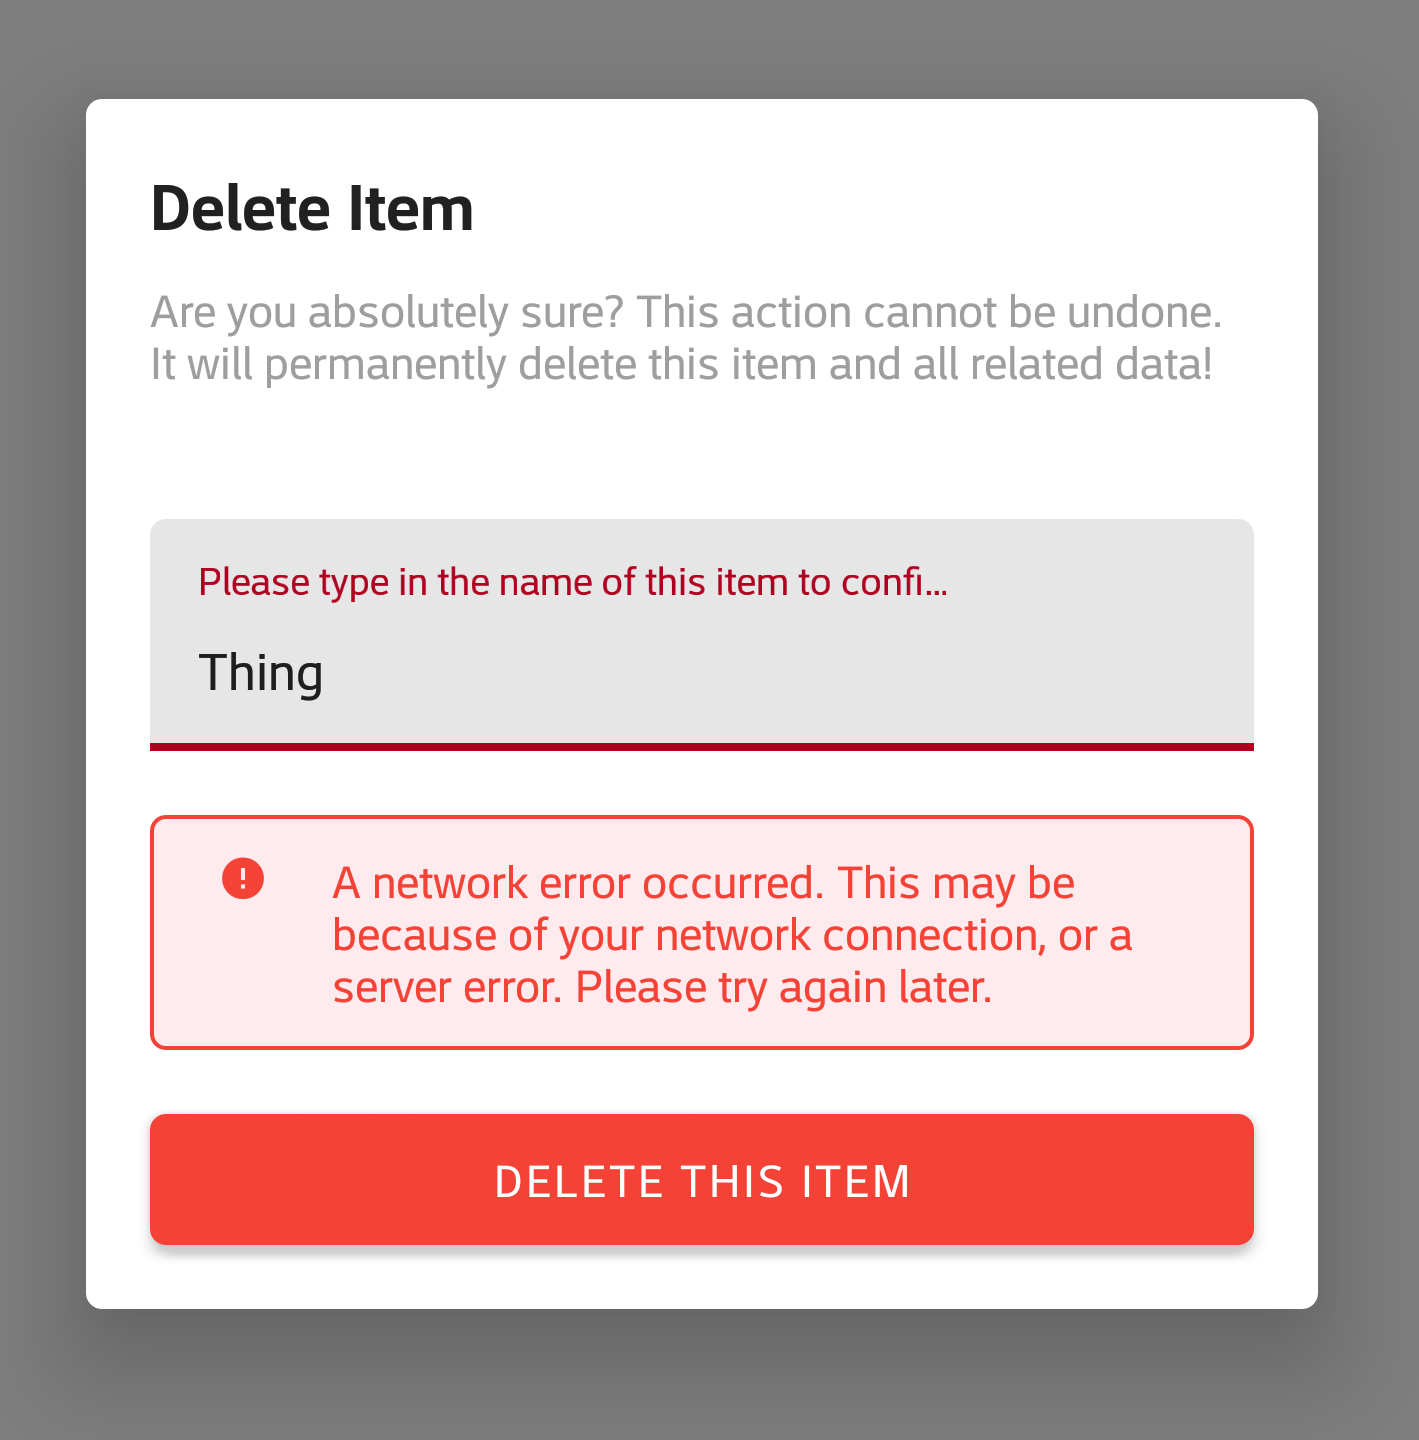 Delete Item
Are you absolutely sure? This action cannot be undone.
It will permanently delete this item and all related data!
Please type in the name of this item to confi...
Thing
A network error occurred. This may be
because of your network connection, or a
server error. Please try again later.
DELETE THIS ITEM